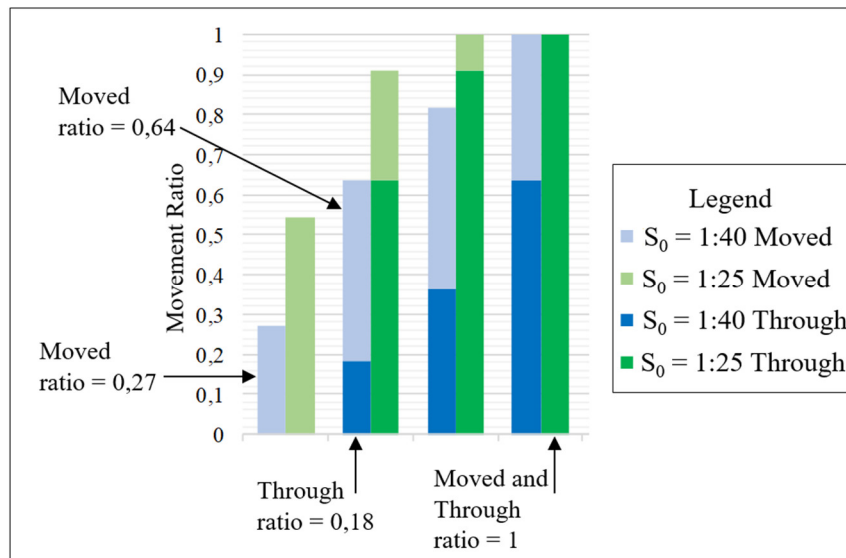 Moved
ratio = 0,64
Moved
ratio = 0,27
Movement Ratio
1
0,9
0,8
0,7
0,6
0,5
0,4
0,3
0,2
0,1
0
Through
ratio = 0,18
Moved and
Through
ratio = 1
Legend
S₀ = 1:40 Moved
S₀ = 1:25 Moved
S₀ = 1:40 Through
S₀ = 1:25 Through